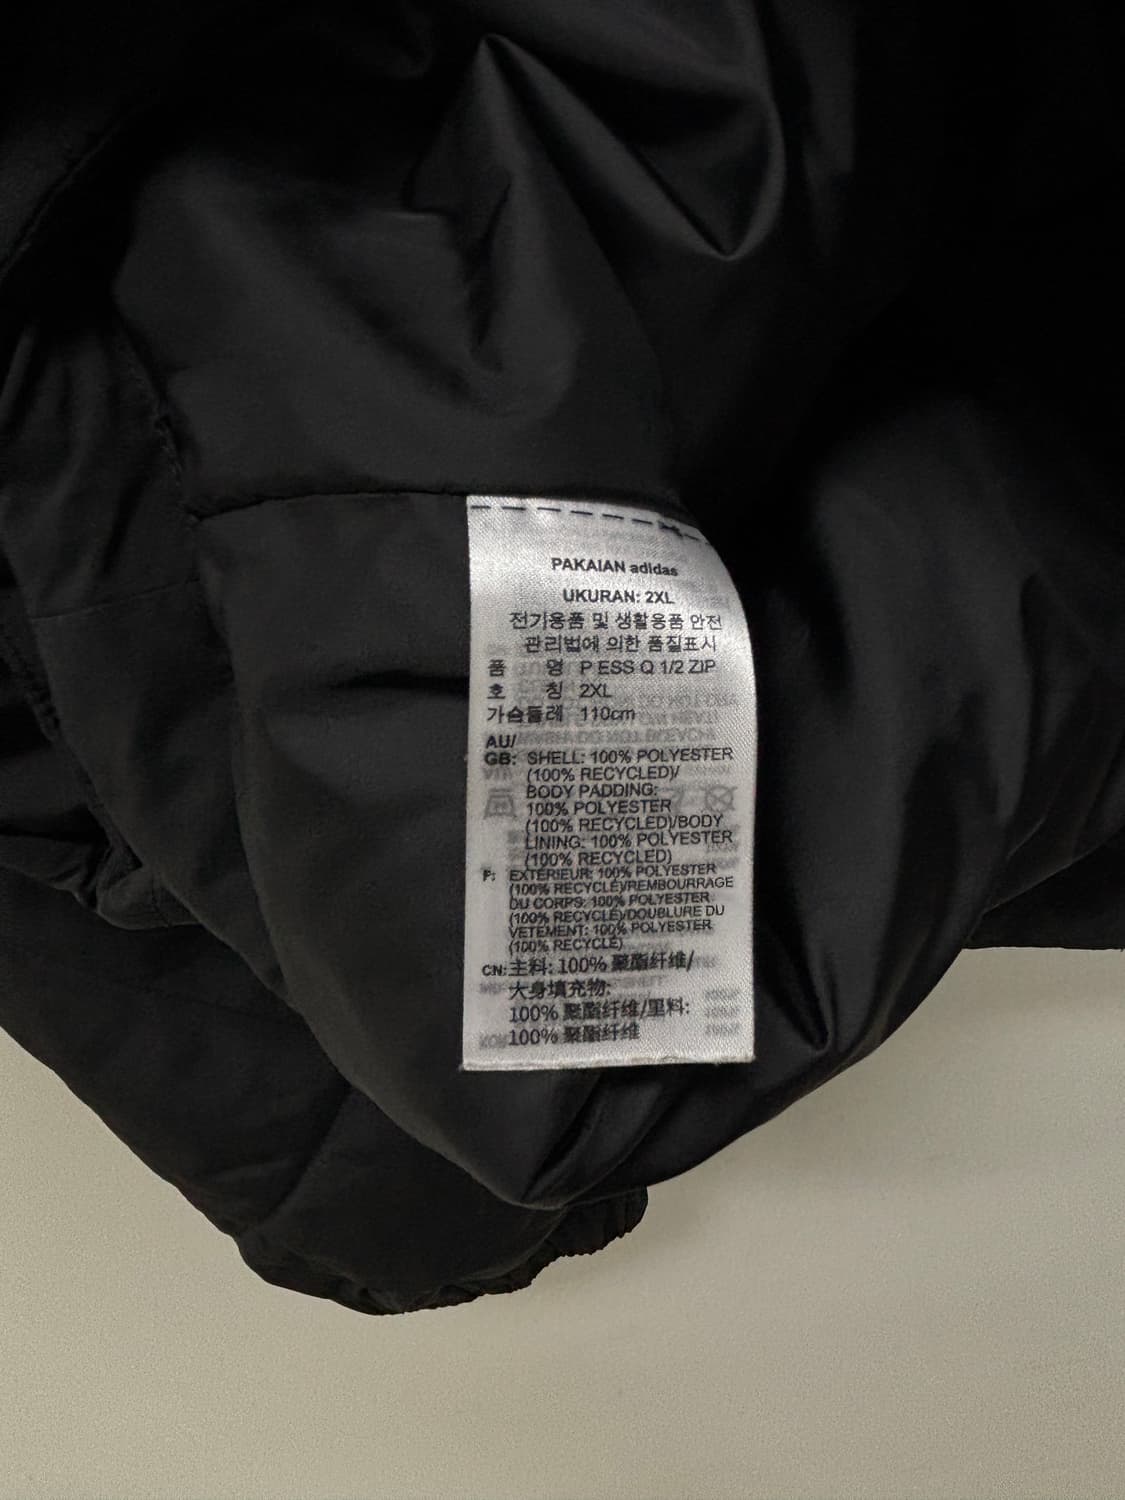 PAKAIAN adidas
UKURAN: 2XL
전기용품 및 생활용품 안전
관리법에 의한 품질표시
품 명 P ESS Q 1/2 ZIP
호 칭 2XL
가슴둘레 110cm
AU/
GB: SHELL: 100% POLYESTER
(100% RECYCLED)/
BODY PADDING:
100% POLYESTER
(100% RECYCLED)/BODY
LINING: 100% POLYESTER
(100% RECYCLED)
F: EXTÉRIEUR: 100% POLYESTER
(100% RECYCLÉ)/REMBOURRAGE
DU CORPS: 100% POLYESTER
(100% RECYCLÉ)/DOUBLURE DU
VETEMENT: 100% POLYESTER
(100% RECYCLÉ)
CN: 主料: 100% 聚酯纤维/
大身填充物:
100% 聚酯纤维/里料:
100% 聚酯纤维